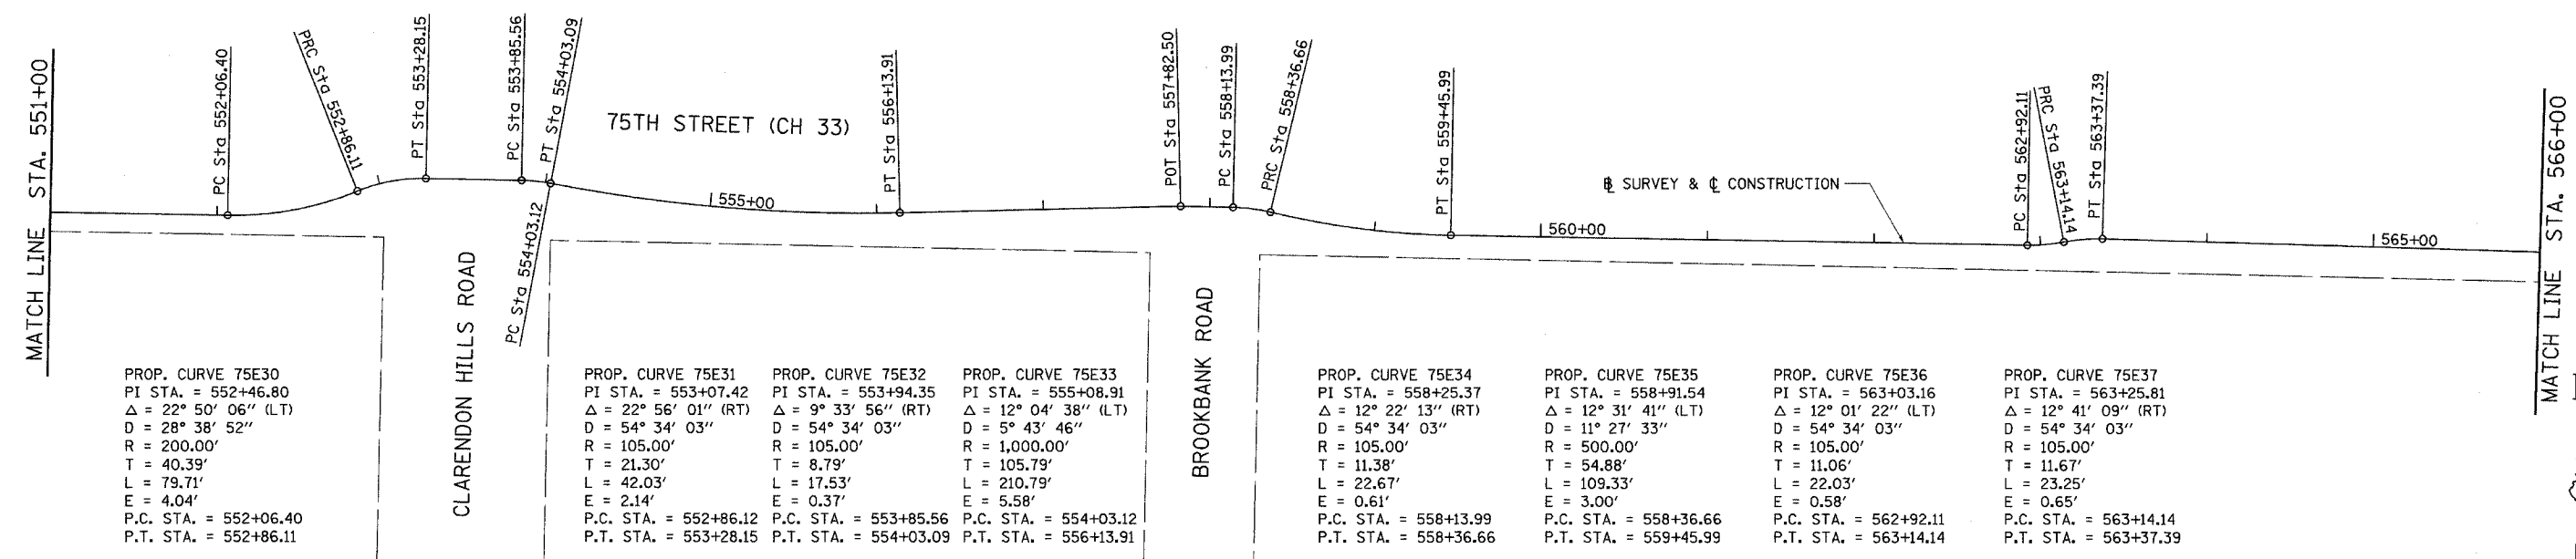 MATCH LINE STA. 551+00
PC Sta 552+06.40
PRC Sta 552+86.11
PT Sta 553+28.15
PC Sta 553+85.56
PT Sta 554+03.09
PC Sta 554+03.12
75TH STREET (CH 33)
555+00
PT Sta 556+13.91
POT Sta 557+82.50
PC Sta 558+13.99
PRC Sta 558+36.66
PT Sta 559+45.99
560+00
℄ CONSTRUCTION
SURVEY &
PC Sta 562+92.11
PRC Sta 563+14.14
PT Sta 563+37.39
565+00
MATCH LINE STA. 566+00
CLARENDON HILLS ROAD
BROOKBANK ROAD
PROP. CURVE 75E30
PI STA. = 552+46.80
Δ = 22° 50' 06" (LT)
D = 28° 38' 52"
R = 200.00'
T = 40.39'
L = 79.71'
E = 4.04'
P.C. STA. = 552+06.40
P.T. STA. = 552+86.11
PROP. CURVE 75E31
PI STA. = 553+07.42
Δ = 22° 56' 01" (RT)
D = 54° 34' 03"
R = 105.00'
T = 21.30'
L = 42.03'
E = 2.14'
P.C. STA. = 552+86.12
P.T. STA. = 553+28.15
PROP. CURVE 75E32
PI STA. = 553+94.35
Δ = 9° 33' 56" (RT)
D = 54° 34' 03"
R = 105.00'
T = 8.79'
L = 17.53'
E = 0.37'
P.C. STA. = 553+85.56
P.T. STA. = 554+03.09
PROP. CURVE 75E33
PI STA. = 555+08.91
Δ = 12° 04' 38" (LT)
D = 5° 43' 46"
R = 1,000.00'
T = 105.79'
L = 210.79'
E = 5.58'
P.C. STA. = 554+03.12
P.T. STA. = 556+13.91
PROP. CURVE 75E34
PI STA. = 558+25.37
Δ = 12° 22' 13" (RT)
D = 54° 34' 03"
R = 105.00'
T = 11.38'
L = 22.67'
E = 0.61'
P.C. STA. = 558+13.99
P.T. STA. = 558+36.66
PROP. CURVE 75E35
PI STA. = 558+91.54
Δ = 12° 31' 41" (LT)
D = 11° 27' 33"
R = 500.00'
T = 54.88'
L = 109.33'
E = 3.00'
P.C. STA. = 558+36.66
P.T. STA. = 559+45.99
PROP. CURVE 75E36
PI STA. = 563+03.16
Δ = 12° 01' 22" (LT)
D = 54° 34' 03"
R = 105.00'
T = 11.06'
L = 22.03'
E = 0.58'
P.C. STA. = 562+92.11
P.T. STA. = 563+14.14
PROP. CURVE 75E37
PI STA. = 563+25.81
Δ = 12° 41' 09" (RT)
D = 54° 34' 03"
R = 105.00'
T = 11.67'
L = 23.25'
E = 0.65'
P.C. STA. = 563+14.14
P.T. STA. = 563+37.39